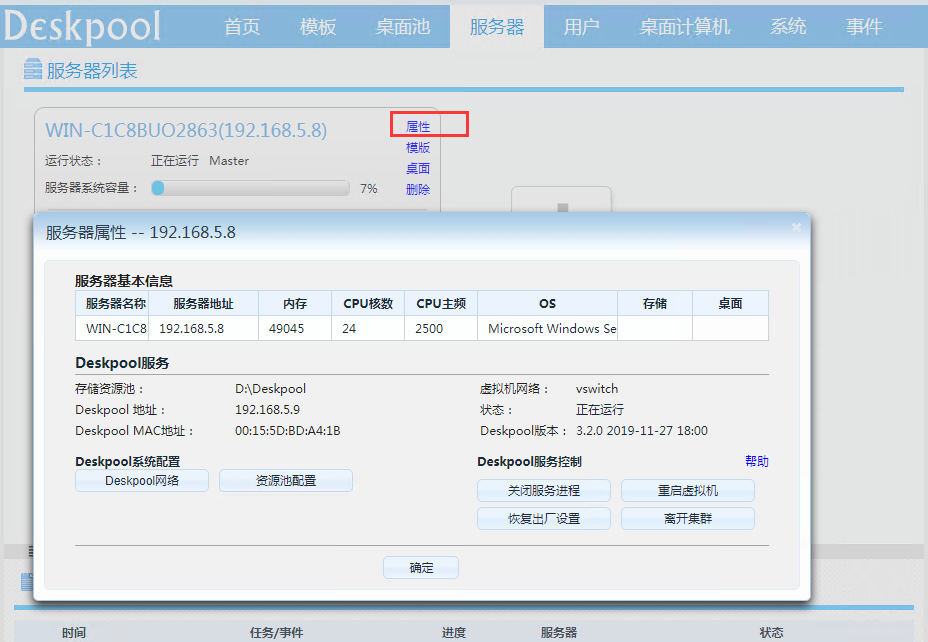 Deskpool 首页 模板 桌面池 服务器 用户 桌面计算机 系统 事件
服务器列表
WIN-C1C8BUO2863(192.168.5.8) 属性
模版
运行状态： 正在运行 Master
桌面
服务器系统容量： 7% 删除
服务器属性 -- 192.168.5.8
服务器基本信息
服务器名称 服务器地址 内存 CPU核数 CPU主频 OS 存储 桌面
WIN-C1C8 192.168.5.8 49045 24 2500 Microsoft Windows Se
Deskpool服务
存储资源池： D:\Deskpool 虚拟机网络： vswitch
Deskpool 地址： 192.168.5.9 状态： 正在运行
Deskpool MAC地址： 00:15:5D:BD:A4:1B Deskpool版本： 3.2.0 2019-11-27 18:00
Deskpool系统配置 Deskpool服务控制 帮助
Deskpool网络 资源池配置 关闭服务进程 重启虚拟机
恢复出厂设置 离开集群
确定
时间 任务/事件 进度 服务器 状态